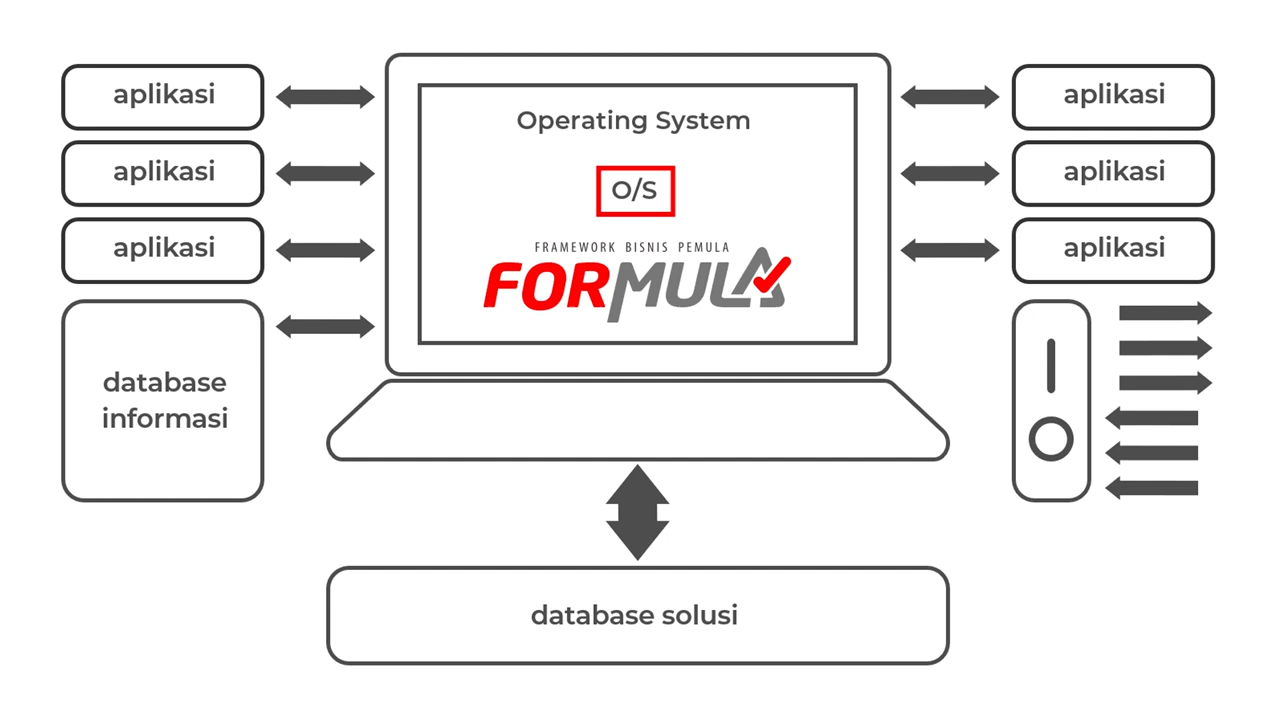 aplikasi
aplikasi
aplikasi
database
informasi
Operating System
O/S
FRAMEWORK BISNIS PEMULA
FORMULA
aplikasi
aplikasi
aplikasi
database solusi